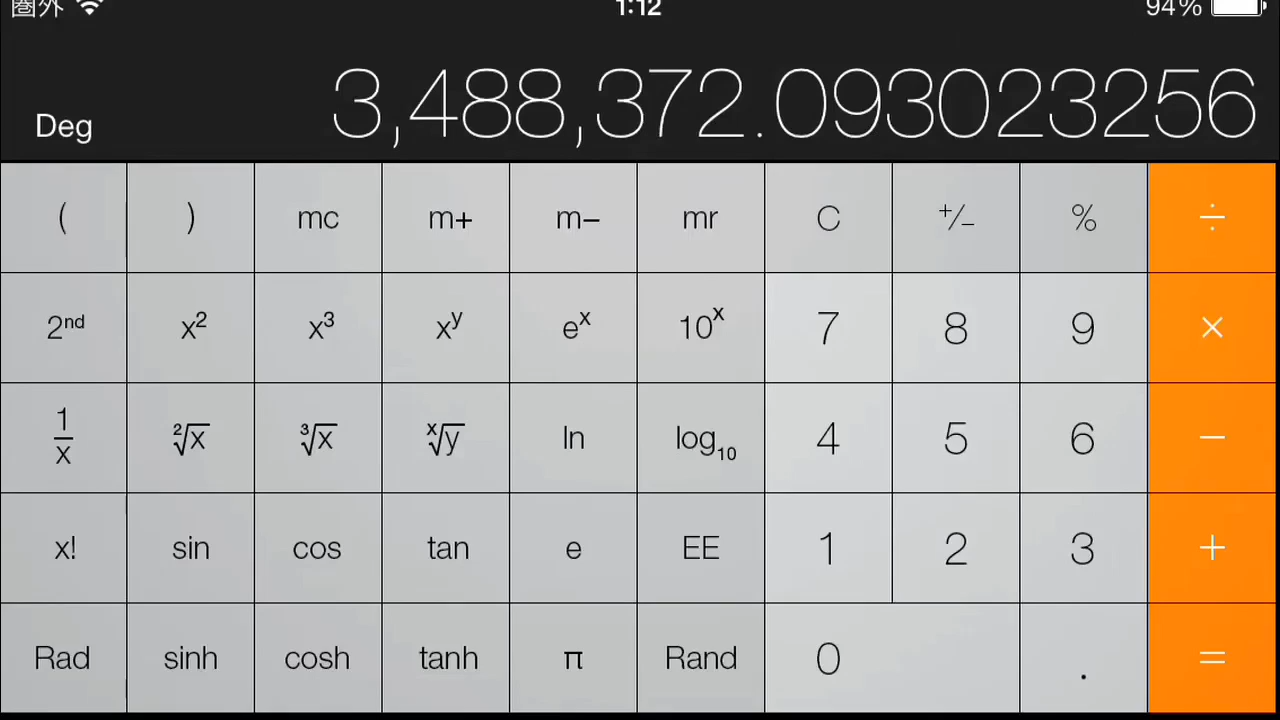 圏外 1:12 94%
Deg 3,488,372.093023256
( ) mc m+ m− mr C +/− % ÷
2nd x² x³ xʸ eˣ 10ˣ 7 8 9 ×
1/x ²√x ³√x ˣ√y ln log₁₀ 4 5 6 −
x! sin cos tan e EE 1 2 3 +
Rad sinh cosh tanh π Rand 0 . =